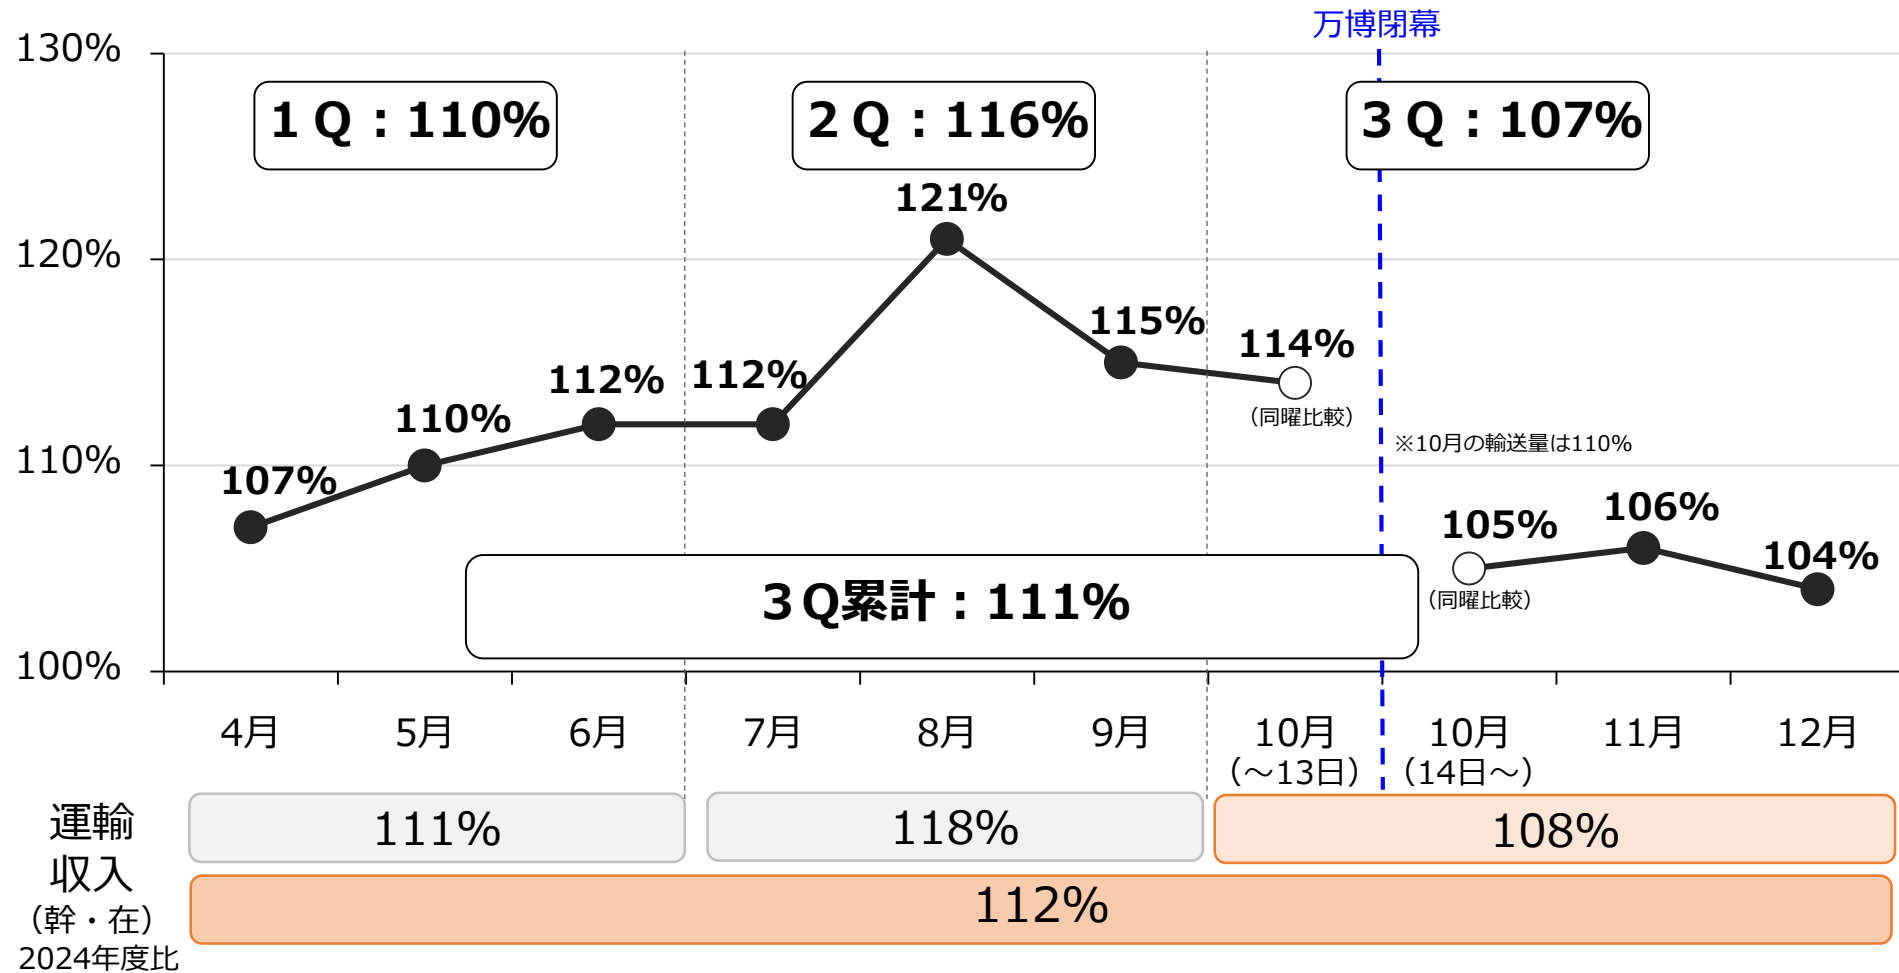 万博閉幕
130%
１Ｑ：110%
２Ｑ：116%
３Ｑ：107%
120%
110%
100%
107%
110%
112%
112%
121%
115%
114%
（同曜比較）
※10月の輸送量は110%
105%
（同曜比較）
106%
104%
３Ｑ累計：111%
4月
5月
6月
7月
8月
9月
10月
（～13日）
10月
（14日～）
11月
12月
運輸
収入
（幹・在）
2024年度比
111%
118%
108%
112%